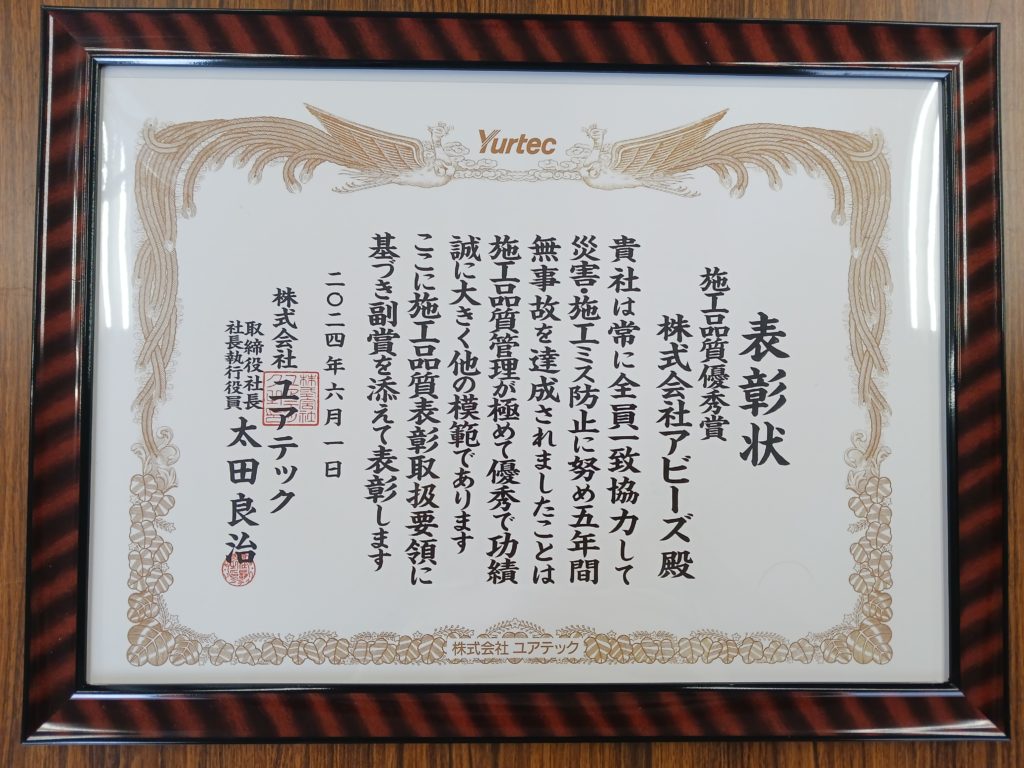 Yurtec
表彰状
施工品質優秀賞
株式会社アビーズ 殿
貴社は常に全員一致協力して
災害・施工ミス防止に努め五年間
無事故を達成されましたことは
施工品質管理が極めて優秀で功績
誠に大きく他の模範であります
ここに施工品質表彰取扱要領に
基づき副賞を添えて表彰します
二〇二四年六月一日
株式会社 ユアテック
取締役社長
社長執行役員
太田良治
株式会社 ユアテック